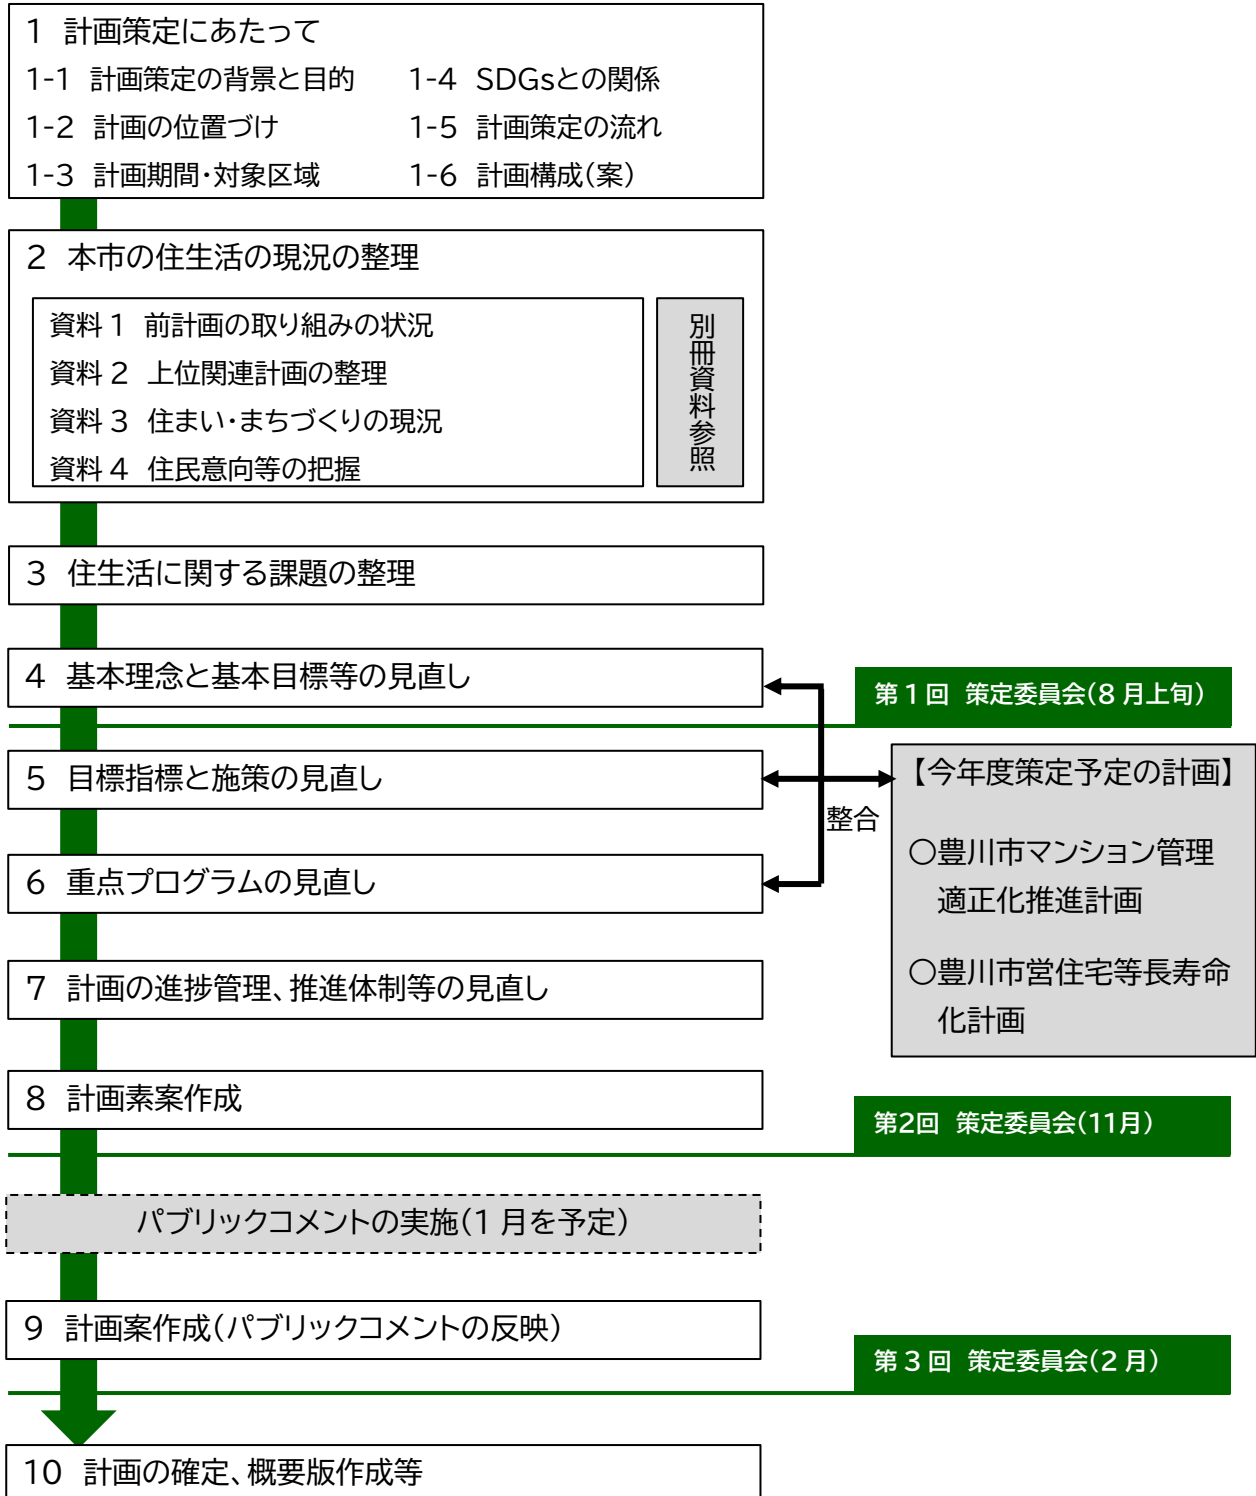 1 計画策定にあたって
1-1 計画策定の背景と目的 1-4 SDGsとの関係
1-2 計画の位置づけ 1-5 計画策定の流れ
1-3 計画期間・対象区域 1-6 計画構成(案)
2 本市の住生活の現況の整理
資料1 前計画の取り組みの状況
資料2 上位関連計画の整理
資料3 住まい・まちづくりの現況
資料4 住民意向等の把握
別冊資料参照
3 住生活に関する課題の整理
4 基本理念と基本目標等の見直し
第1回 策定委員会(8月上旬)
5 目標指標と施策の見直し
整合
【今年度策定予定の計画】
〇豊川市マンション管理
適正化推進計画
〇豊川市営住宅等長寿命
化計画
6 重点プログラムの見直し
7 計画の進捗管理、推進体制等の見直し
8 計画素案作成
第2回 策定委員会(11月)
パブリックコメントの実施(1月を予定)
9 計画案作成(パブリックコメントの反映)
第3回 策定委員会(2月)
10 計画の確定、概要版作成等